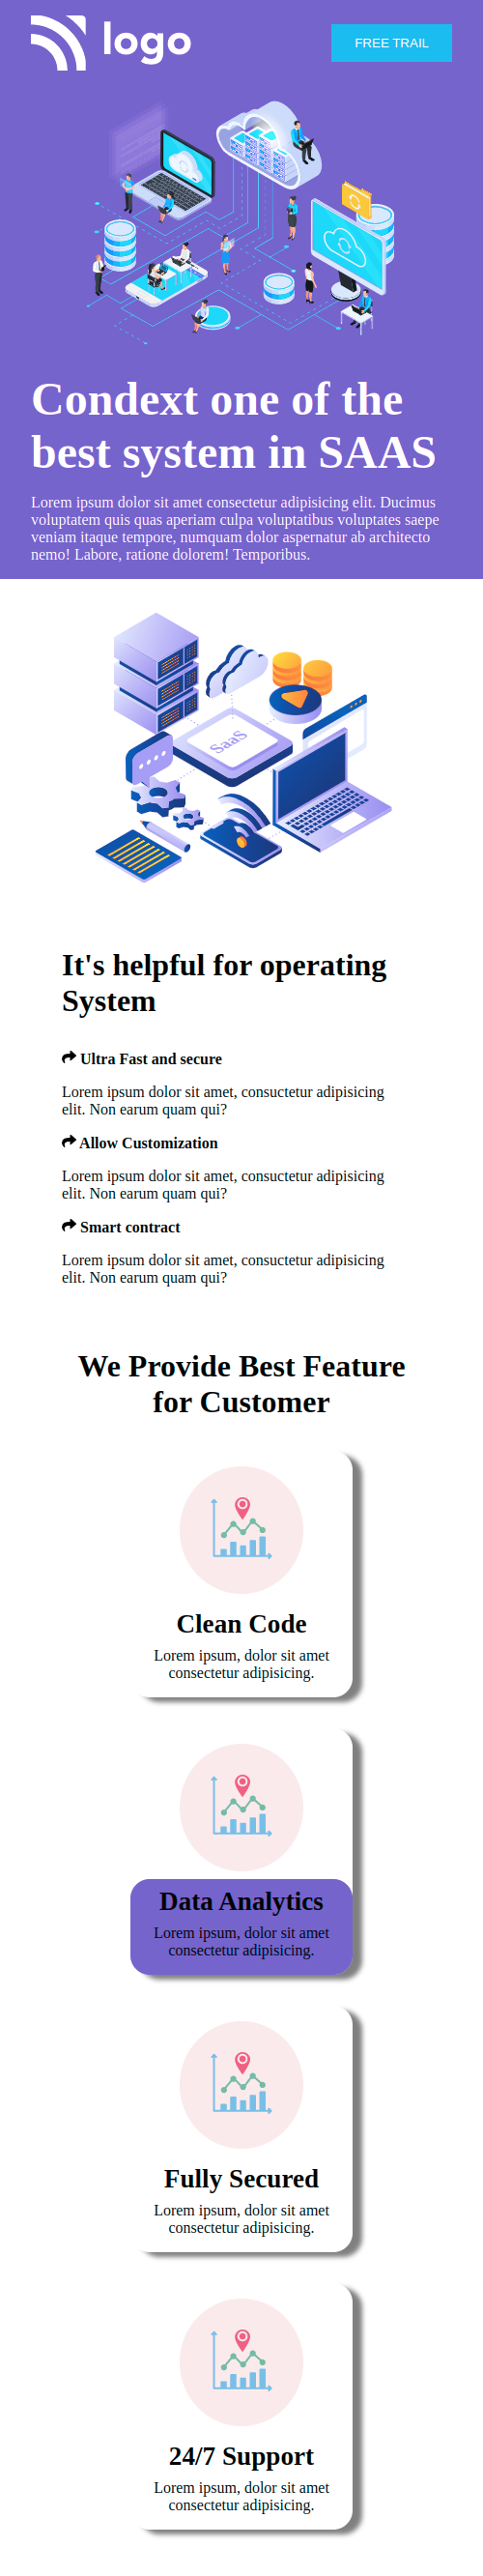 logo
FREE TRAIL
Condext one of the
best system in SAAS
Lorem ipsum dolor sit amet consectetur adipisicing elit. Ducimus
voluptatem quis quas aperiam culpa voluptatibus voluptates saepe
veniam itaque tempore, numquam dolor aspernatur ab architecto
nemo! Labore, ratione dolorem! Temporibus.
SaaS
It's helpful for operating
System
Ultra Fast and secure
Lorem ipsum dolor sit amet, consuctetur adipisicing
elit. Non earum quam qui?
Allow Customization
Lorem ipsum dolor sit amet, consuctetur adipisicing
elit. Non earum quam qui?
Smart contract
Lorem ipsum dolor sit amet, consuctetur adipisicing
elit. Non earum quam qui?
We Provide Best Feature
for Customer
Clean Code
Lorem ipsum, dolor sit amet
consectetur adipisicing.
Data Analytics
Lorem ipsum, dolor sit amet
consectetur adipisicing.
Fully Secured
Lorem ipsum, dolor sit amet
consectetur adipisicing.
24/7 Support
Lorem ipsum, dolor sit amet
consectetur adipisicing.